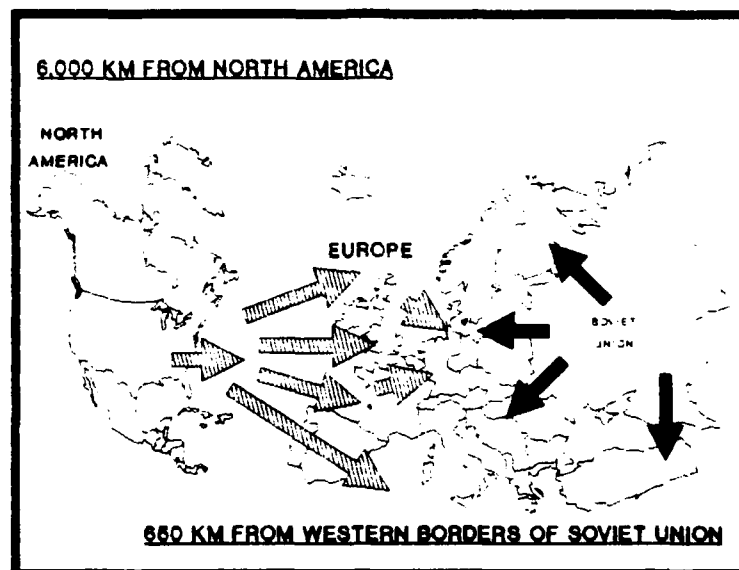 6,000 KM FROM NORTH AMERICA
NORTH
AMERICA
EUROPE
SOVIET
UNION
650 KM FROM WESTERN BORDERS OF SOVIET UNION